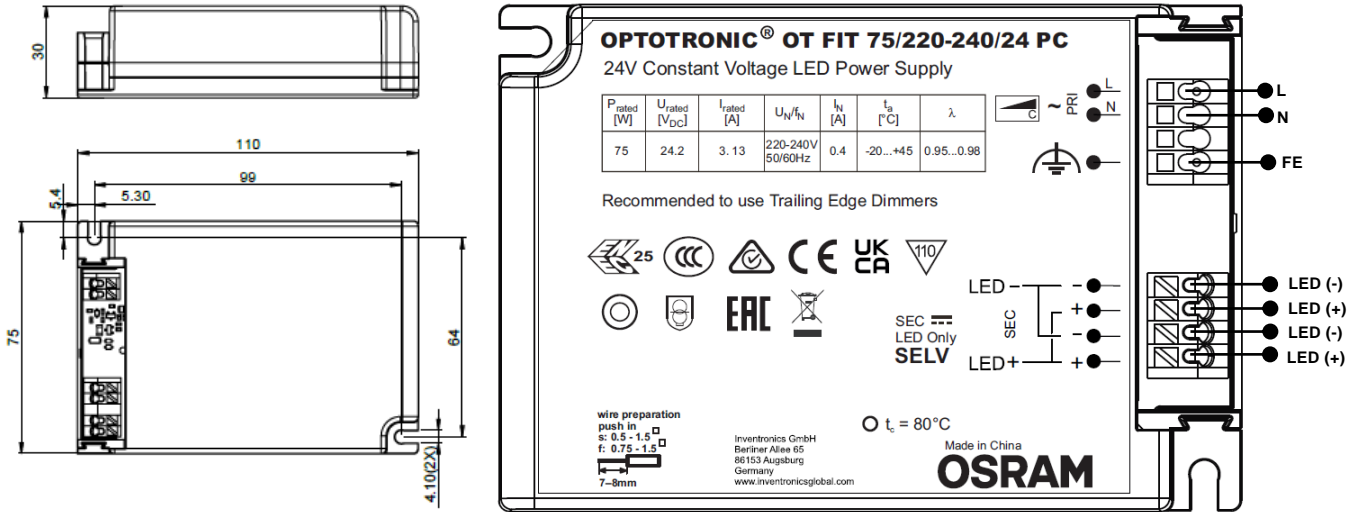 30
110
99
5.4
5.30
75
64
4.10(2X)
OPTOTRONIC® OT FIT 75/220-240/24 PC
24V Constant Voltage LED Power Supply
Prated [W] Urated [VDC] Irated [A] UN/fN IN [A] ta [°C] λ
75 24.2 3. 13 220-240V 50/60Hz 0.4 -20...+45 0.95...0.98
C ~ PRI L N
Recommended to use Trailing Edge Dimmers
25 CCC CE UK CA 110
EAC
SEC
LED Only
SELV
LED - -
SEC
+
-
LED+ +
wire preparation
push in
s: 0.5 - 1.5
f: 0.75 - 1.5
7–8mm
Inventronics GmbH
Berliner Allee 65
86153 Augsburg
Germany
www.inventronicsglobal.com
tc = 80°C
Made in China
OSRAM
L
N
FE
LED (-)
LED (+)
LED (-)
LED (+)